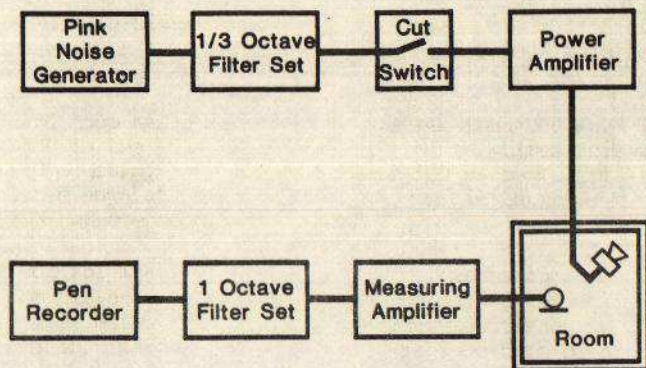 Pink
Noise
Generator
1/3 Octave
Filter Set
Cut
Switch
Power
Amplifier
Pen
Recorder
1 Octave
Filter Set
Measuring
Amplifier
Room